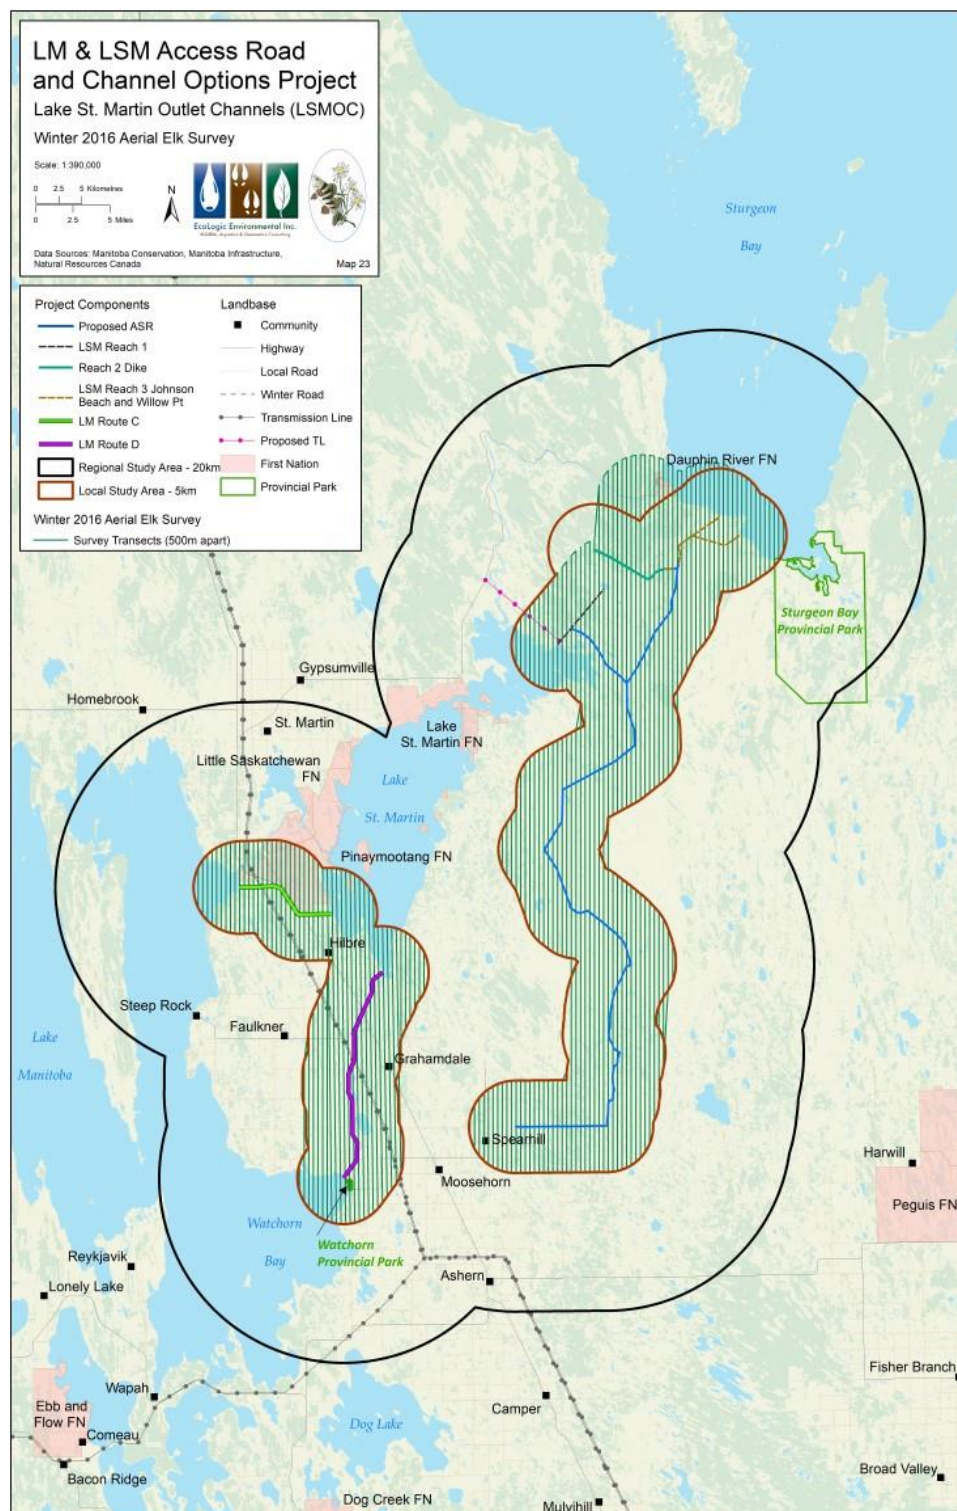 LM & LSM Access Road
and Channel Options Project
Lake St. Martin Outlet Channels (LSMOC)
Winter 2016 Aerial Elk Survey
Scale: 1:390,000
0 2.5 5 Kilometres
0 2.5 5 Miles
N
EcoLogic Environmental Inc.
Data Sources: Manitoba Conservation, Manitoba Infrastructure,
Natural Resources Canada
Map 23
Project Components
Proposed ASR
LSM Reach 1
Reach 2 Dike
LSM Reach 3 Johnson
Beach and Willow Pt
LM Route C
LM Route D
Regional Study Area - 20km
Local Study Area - 5km
Winter 2016 Aerial Elk Survey
Survey Transects (500m apart)
Landbase
Community
Highway
Local Road
Winter Road
Transmission Line
Proposed TL
First Nation
Provincial Park
Sturgeon
Bay
Dauphin River FN
Sturgeon Bay
Provincial Park
Gypsumville
Homebrook
St. Martin
Lake
St. Martin FN
Little Saskatchewan
FN
Lake
St. Martin
Pinaymootang FN
Hilbre
Steep Rock
Faulkner
Lake
Manitoba
Grahamdale
Spearhill
Moosehorn
Harwill
Peguis FN
Watchorn
Bay
Watchorn
Provincial Park
Reykjavik
Lonely Lake
Ashern
Fisher Branch
Wapah
Ebb and
Flow FN
Comeau
Camper
Dog Lake
Bacon Ridge
Broad Valley
Dog Creek FN
Mulvihill